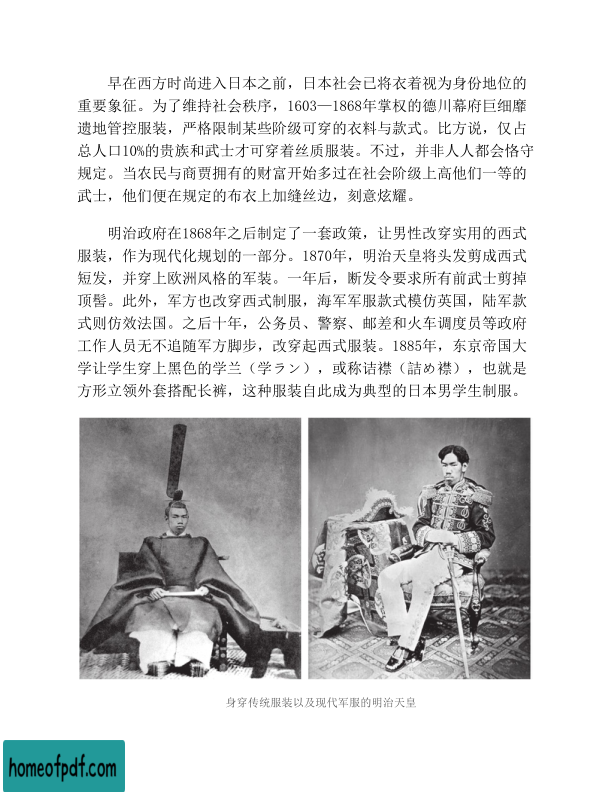 早在西方时尚进入日本之前，日本社会已将衣着视为身份地位的
重要象征。为了维持社会秩序，1603—1868年掌权的德川幕府巨细靡
遗地管控服装，严格限制某些阶级可穿的衣料与款式。比方说，仅占
总人口10%的贵族和武士才可穿着丝质服装。不过，并非人人都会恪守
规定。当农民与商贾拥有的财富开始多过在社会阶级上高他们一等的
武士，他们便在规定的布衣上加缝丝边，刻意炫耀。
明治政府在1868年之后制定了一套政策，让男性改穿实用的西式
服装，作为现代化规划的一部分。1870年，明治天皇将头发剪成西式
短发，并穿上欧洲风格的军装。一年后，断发令要求所有前武士剪掉
顶髻。此外，军方也改穿西式制服，海军军服款式模仿英国，陆军款
式则仿效法国。之后十年，公务员、警察、邮差和火车调度员等政府
工作人员无不追随军方脚步，改穿起西式服装。1885年，东京帝国大
学让学生穿上黑色的学兰（学ラン），或称诘襟（詰め襟），也就是
方形立领外套搭配长裤，这种服装自此成为典型的日本男学生制服。
身穿传统服装以及现代军服的明治天皇
homeofpdf.com